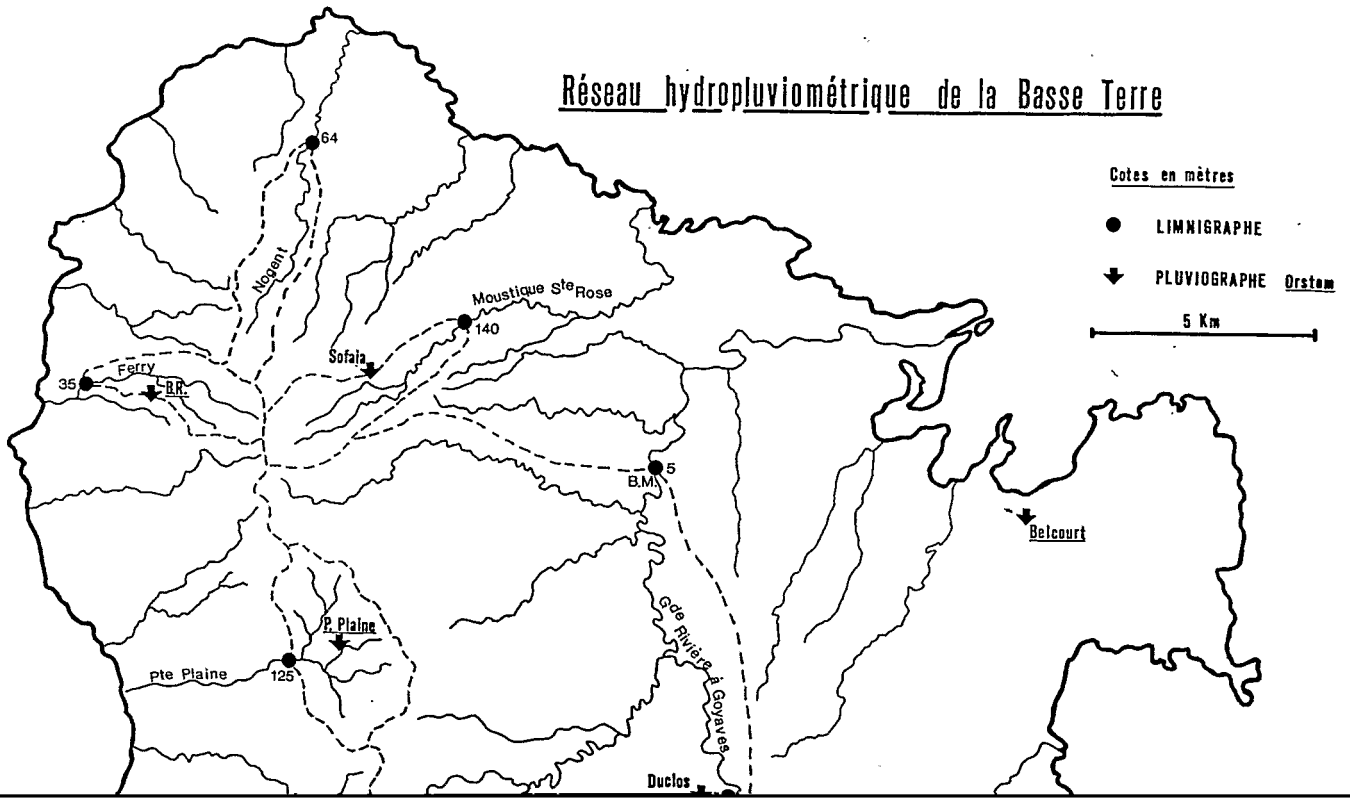 Réseau hydropluviométrique de la Basse Terre
64
Cotes en mètres
LIMNIGRAPHE
Nogent
PLUVIOGRAPHE Orstom
Moustique Ste Rose
5 Km
140
Sofaia
Ferry
35
B.R.
5
B.M.
Belcourt
Gde Rivière à Goyaves
P. Plaine
Pte Plaine
125
Duclos